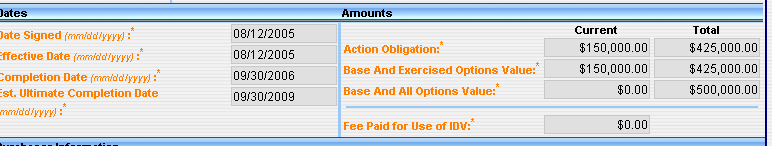 Dates
Date Signed (mm/dd/yyyy) :* 08/12/2005
Effective Date (mm/dd/yyyy) :* 08/12/2005
Completion Date (mm/dd/yyyy) :* 09/30/2006
Est. Ultimate Completion Date 09/30/2009
(mm/dd/yyyy) :*
Amounts
Current Total
Action Obligation:* $150,000.00 $425,000.00
Base And Exercised Options Value:* $150,000.00 $425,000.00
Base And All Options Value:* $0.00 $500,000.00
Fee Paid for Use of IDV:* $0.00